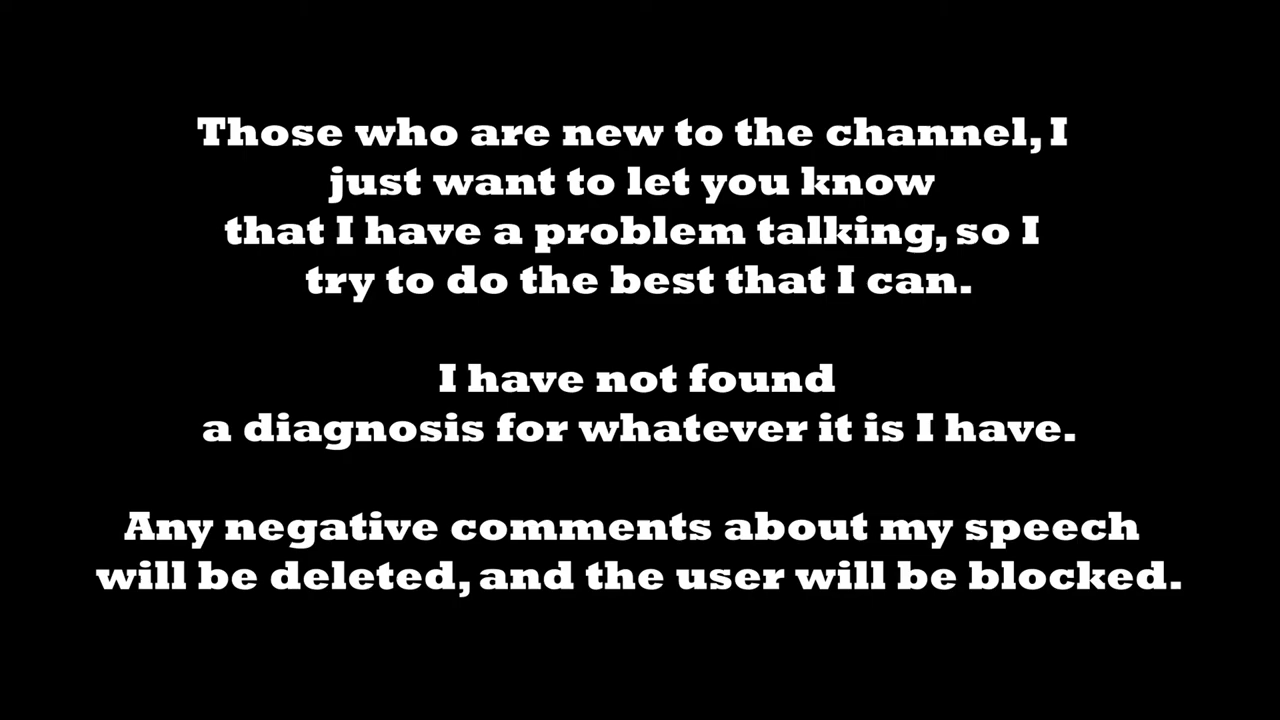 Those who are new to the channel, I
just want to let you know
that I have a problem talking, so I
try to do the best that I can.
I have not found
a diagnosis for whatever it is I have.
Any negative comments about my speech
will be deleted, and the user will be blocked.